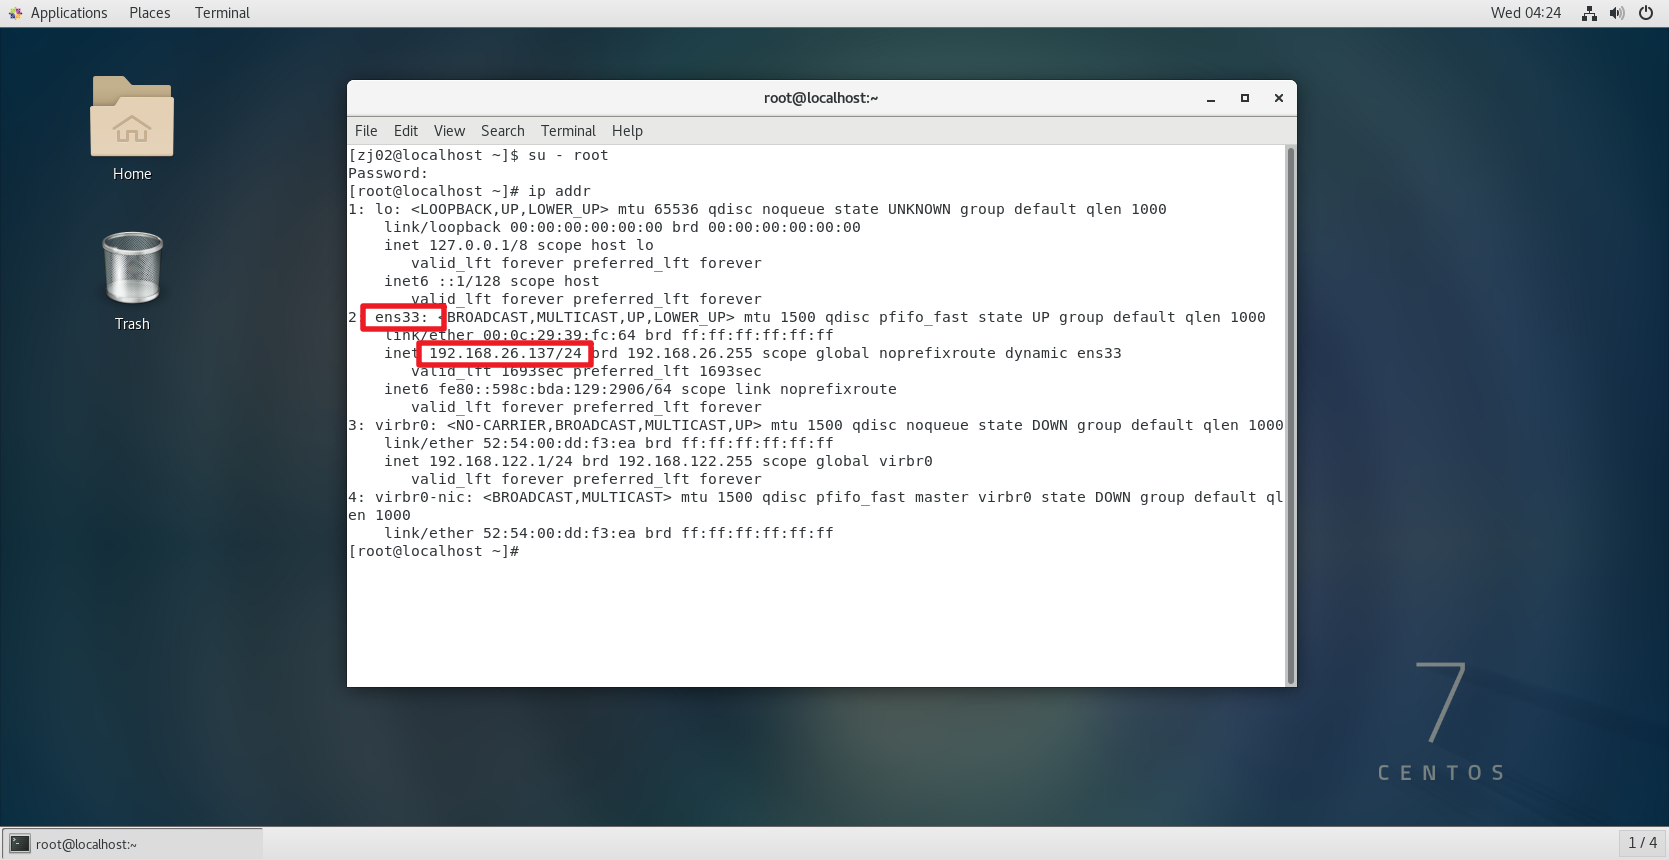 Applications Places Terminal Wed 04:24
Home
Trash
root@localhost:~
File Edit View Search Terminal Help
[zj02@localhost ~]$ su - root
Password:
[root@localhost ~]# ip addr
1: lo: <LOOPBACK,UP,LOWER_UP> mtu 65536 qdisc noqueue state UNKNOWN group default qlen 1000
link/loopback 00:00:00:00:00:00 brd 00:00:00:00:00:00
inet 127.0.0.1/8 scope host lo
valid_lft forever preferred_lft forever
inet6 ::1/128 scope host
valid_lft forever preferred_lft forever
2: ens33: <BROADCAST,MULTICAST,UP,LOWER_UP> mtu 1500 qdisc pfifo_fast state UP group default qlen 1000
link/ether 00:0c:29:39:fc:64 brd ff:ff:ff:ff:ff:ff
inet 192.168.26.137/24 brd 192.168.26.255 scope global noprefixroute dynamic ens33
valid_lft 1693sec preferred_lft 1693sec
inet6 fe80::598c:bda:129:2906/64 scope link noprefixroute
valid_lft forever preferred_lft forever
3: virbr0: <NO-CARRIER,BROADCAST,MULTICAST,UP> mtu 1500 qdisc noqueue state DOWN group default qlen 1000
link/ether 52:54:00:dd:f3:ea brd ff:ff:ff:ff:ff:ff
inet 192.168.122.1/24 brd 192.168.122.255 scope global virbr0
valid_lft forever preferred_lft forever
4: virbr0-nic: <BROADCAST,MULTICAST> mtu 1500 qdisc pfifo_fast master virbr0 state DOWN group default ql
en 1000
link/ether 52:54:00:dd:f3:ea brd ff:ff:ff:ff:ff:ff
[root@localhost ~]#
7
CENTOS
root@localhost:~ 1 / 4